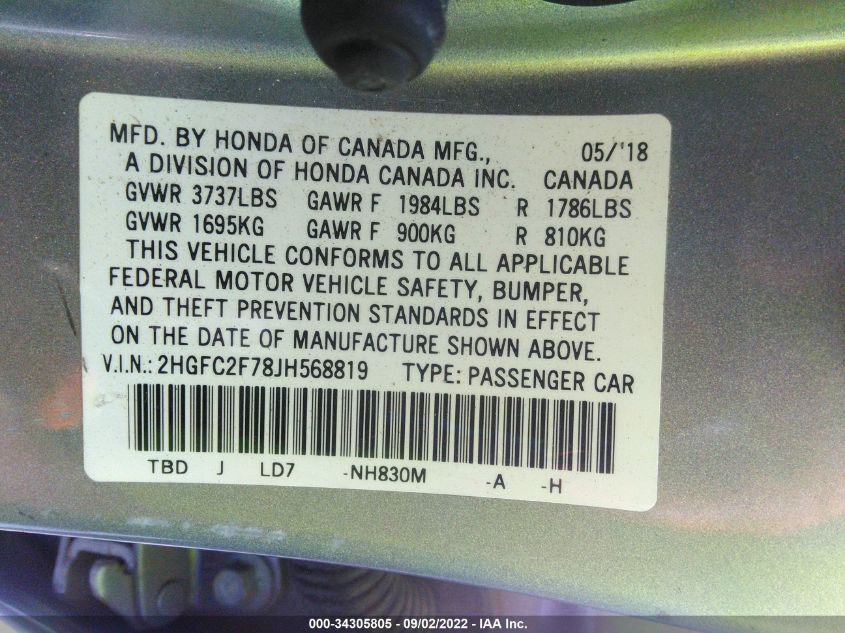 MFD. BY HONDA OF CANADA MFG., 05/'18
A DIVISION OF HONDA CANADA INC. CANADA
GVWR 3737LBS GAWR F 1984LBS R 1786LBS
GVWR 1695KG GAWR F 900KG R 810KG
THIS VEHICLE CONFORMS TO ALL APPLICABLE
FEDERAL MOTOR VEHICLE SAFETY, BUMPER,
AND THEFT PREVENTION STANDARDS IN EFFECT
ON THE DATE OF MANUFACTURE SHOWN ABOVE.
V.I.N.: 2HGFC2F78JH568819 TYPE: PASSENGER CAR
TBD J LD7 -NH830M -A -H
000-34305805 - 09/02/2022 - IAA Inc.